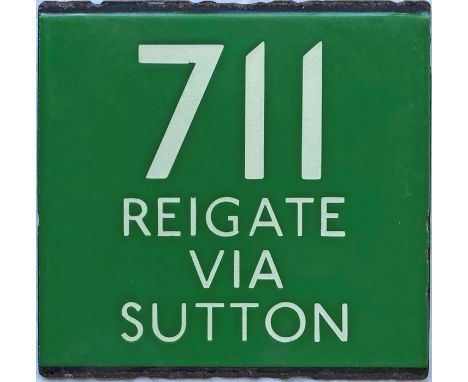 711
REIGATE
VIA
SUTTON